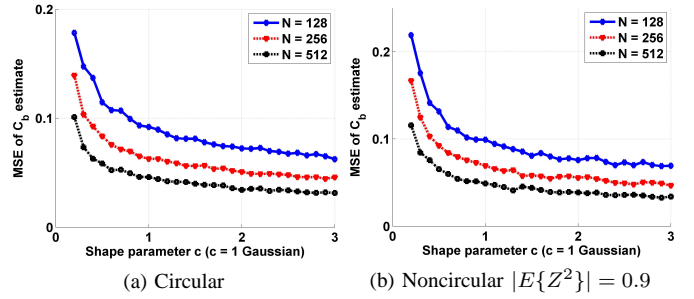 0.2
0.1
0
MSE of C_b estimate
N = 128
N = 256
N = 512
0 1 2 3
Shape parameter c (c = 1 Gaussian)
(a) Circular
0.2
0.1
0
MSE of C_b estimate
N = 128
N = 256
N = 512
0 1 2 3
Shape parameter c (c = 1 Gaussian)
(b) Noncircular |E{Z²}| = 0.9